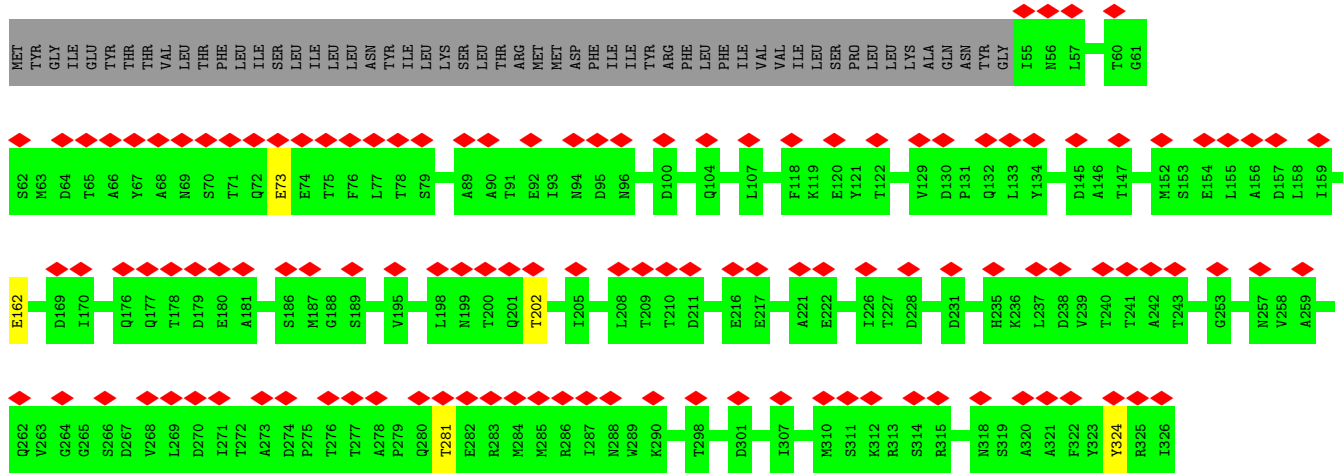 MET TYR GLY ILE GLU TYR THR THR VAL LEU THR PHE LEU ILE SER LEU ILE LEU LEU ASN TYR ILE LEU LYS SER LEU THR ARG MET MET ASP PHE ILE ILE TYR ARG PHE LEU PHE ILE VAL VAL ILE LEU SER PRO LEU LEU LYS ALA GLN ASN TYR GLY I55 N56 L57 T60 G61
S62 M63 D64 T65 A66 Y67 A68 N69 S70 T71 Q72 E73 E74 T75 F76 L77 T78 S79 A89 A90 T91 E92 I93 N94 D95 N96 D100 Q104 L107 F118 K119 E120 Y121 T122 V129 D130 P131 Q132 L133 Y134 D145 A146 T147 M152 S153 E154 L155 A156 D157 L158 I159
E162 D169 I170 Q176 Q177 T178 D179 E180 A181 S186 M187 G188 S189 V195 L198 N199 T200 Q201 T202 I205 L208 T209 T210 D211 E216 E217 A221 E222 I226 T227 D228 D231 H235 K236 L237 D238 V239 T240 T241 A242 T243 G253 N257 V258 A259
Q262 V263 G264 G265 S266 D267 V268 L269 D270 I271 T272 A273 D274 P275 T276 T277 A278 P279 Q280 T281 E282 R283 M284 M285 R286 I287 N288 W289 K290 T298 D301 I307 M310 S311 K312 R313 S314 R315 N318 S319 A320 A321 F322 Y323 Y324 R325 I326